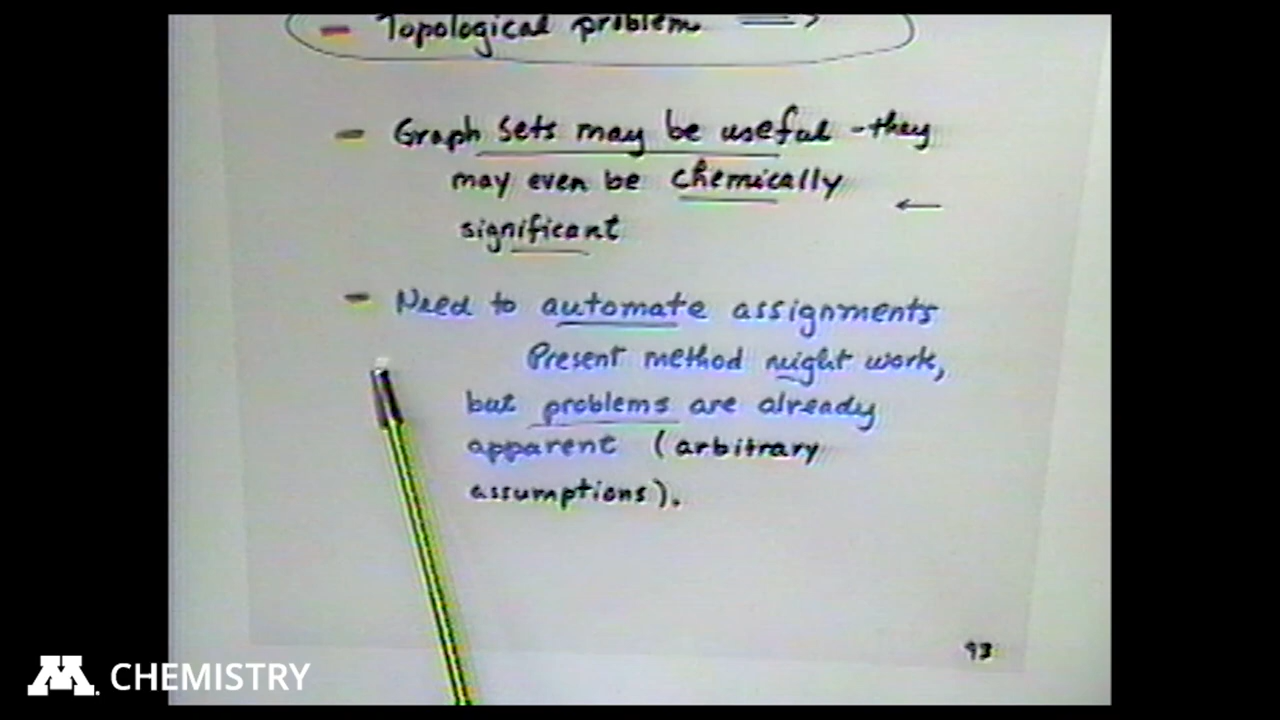 - Topological problem ⟹
- Graph sets may be useful - they
may even be chemically
significant ←
- Need to automate assignments
Present method might work,
but problems are already
apparent (arbitrary
assumptions).
93
M. CHEMISTRY